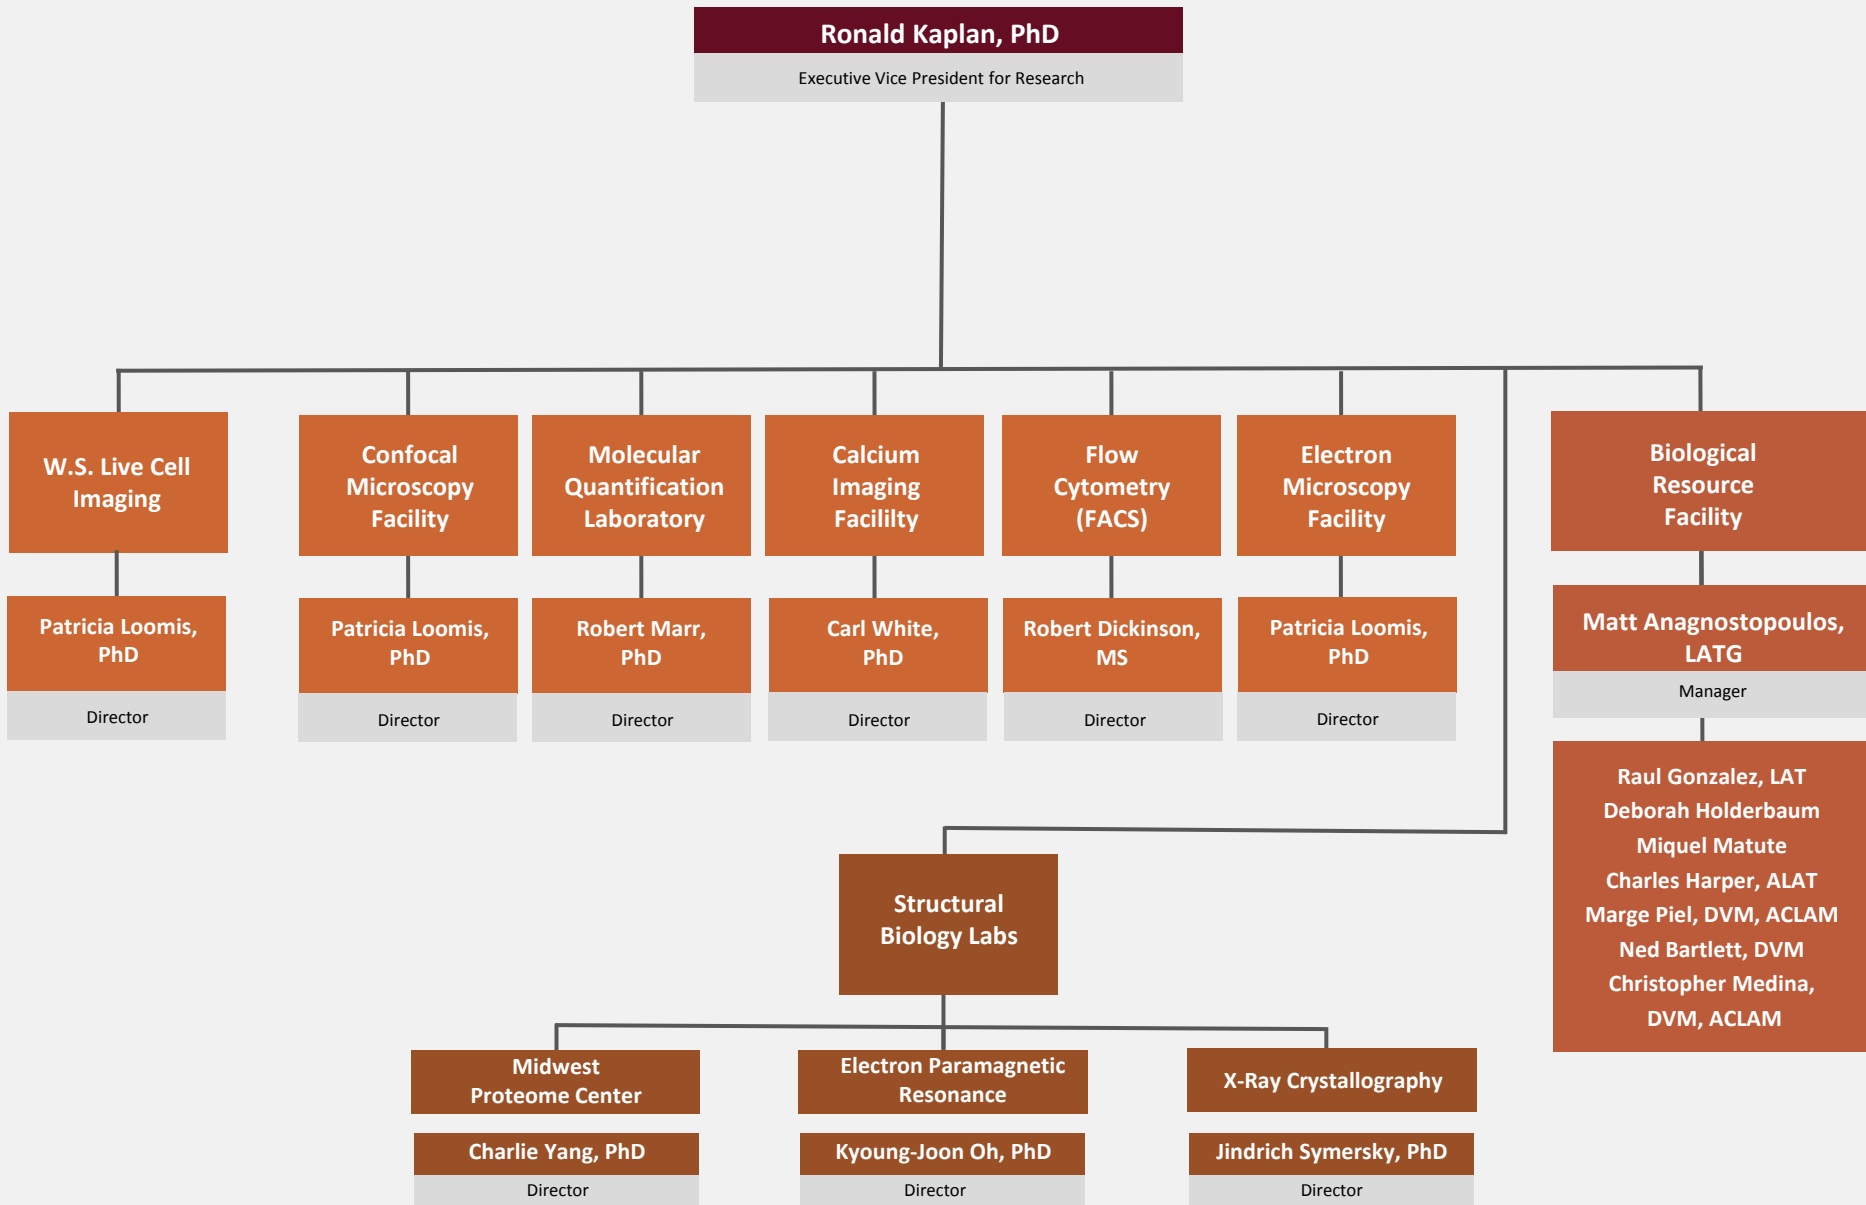 Ronald Kaplan, PhD
Executive Vice President for Research
W.S. Live Cell
Imaging
Patricia Loomis,
PhD
Director
Confocal
Microscopy
Facility
Patricia Loomis,
PhD
Director
Molecular
Quantification
Laboratory
Robert Marr,
PhD
Director
Calcium
Imaging
Facililty
Carl White,
PhD
Director
Flow
Cytometry
(FACS)
Robert Dickinson,
MS
Director
Electron
Microscopy
Facility
Patricia Loomis,
PhD
Director
Biological
Resource
Facility
Matt Anagnostopoulos,
LATG
Manager
Raul Gonzalez, LAT
Deborah Holderbaum
Miquel Matute
Charles Harper, ALAT
Marge Piel, DVM, ACLAM
Ned Bartlett, DVM
Christopher Medina,
DVM, ACLAM
Structural
Biology Labs
Midwest
Proteome Center
Charlie Yang, PhD
Director
Electron Paramagnetic
Resonance
Kyoung-Joon Oh, PhD
Director
X-Ray Crystallography
Jindrich Symersky, PhD
Director